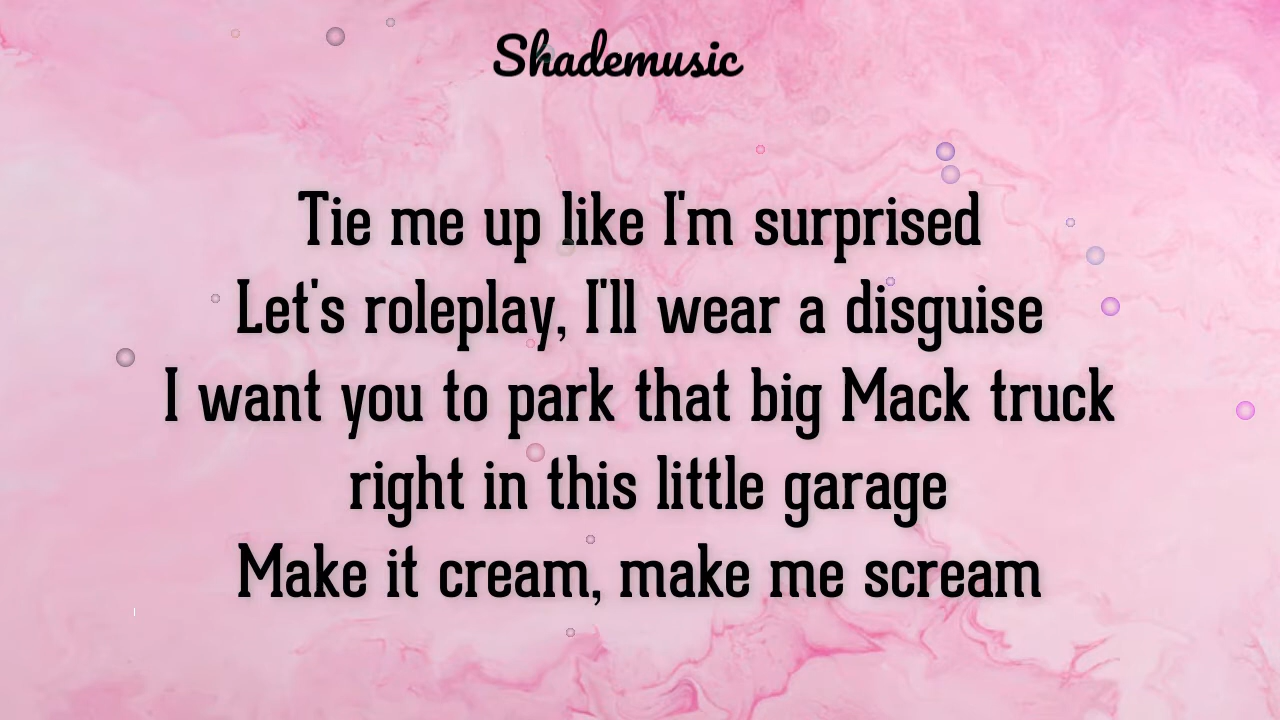 Shademusic
Tie me up like I'm surprised
Let's roleplay, I'll wear a disguise
I want you to park that big Mack truck
right in this little garage
Make it cream, make me scream